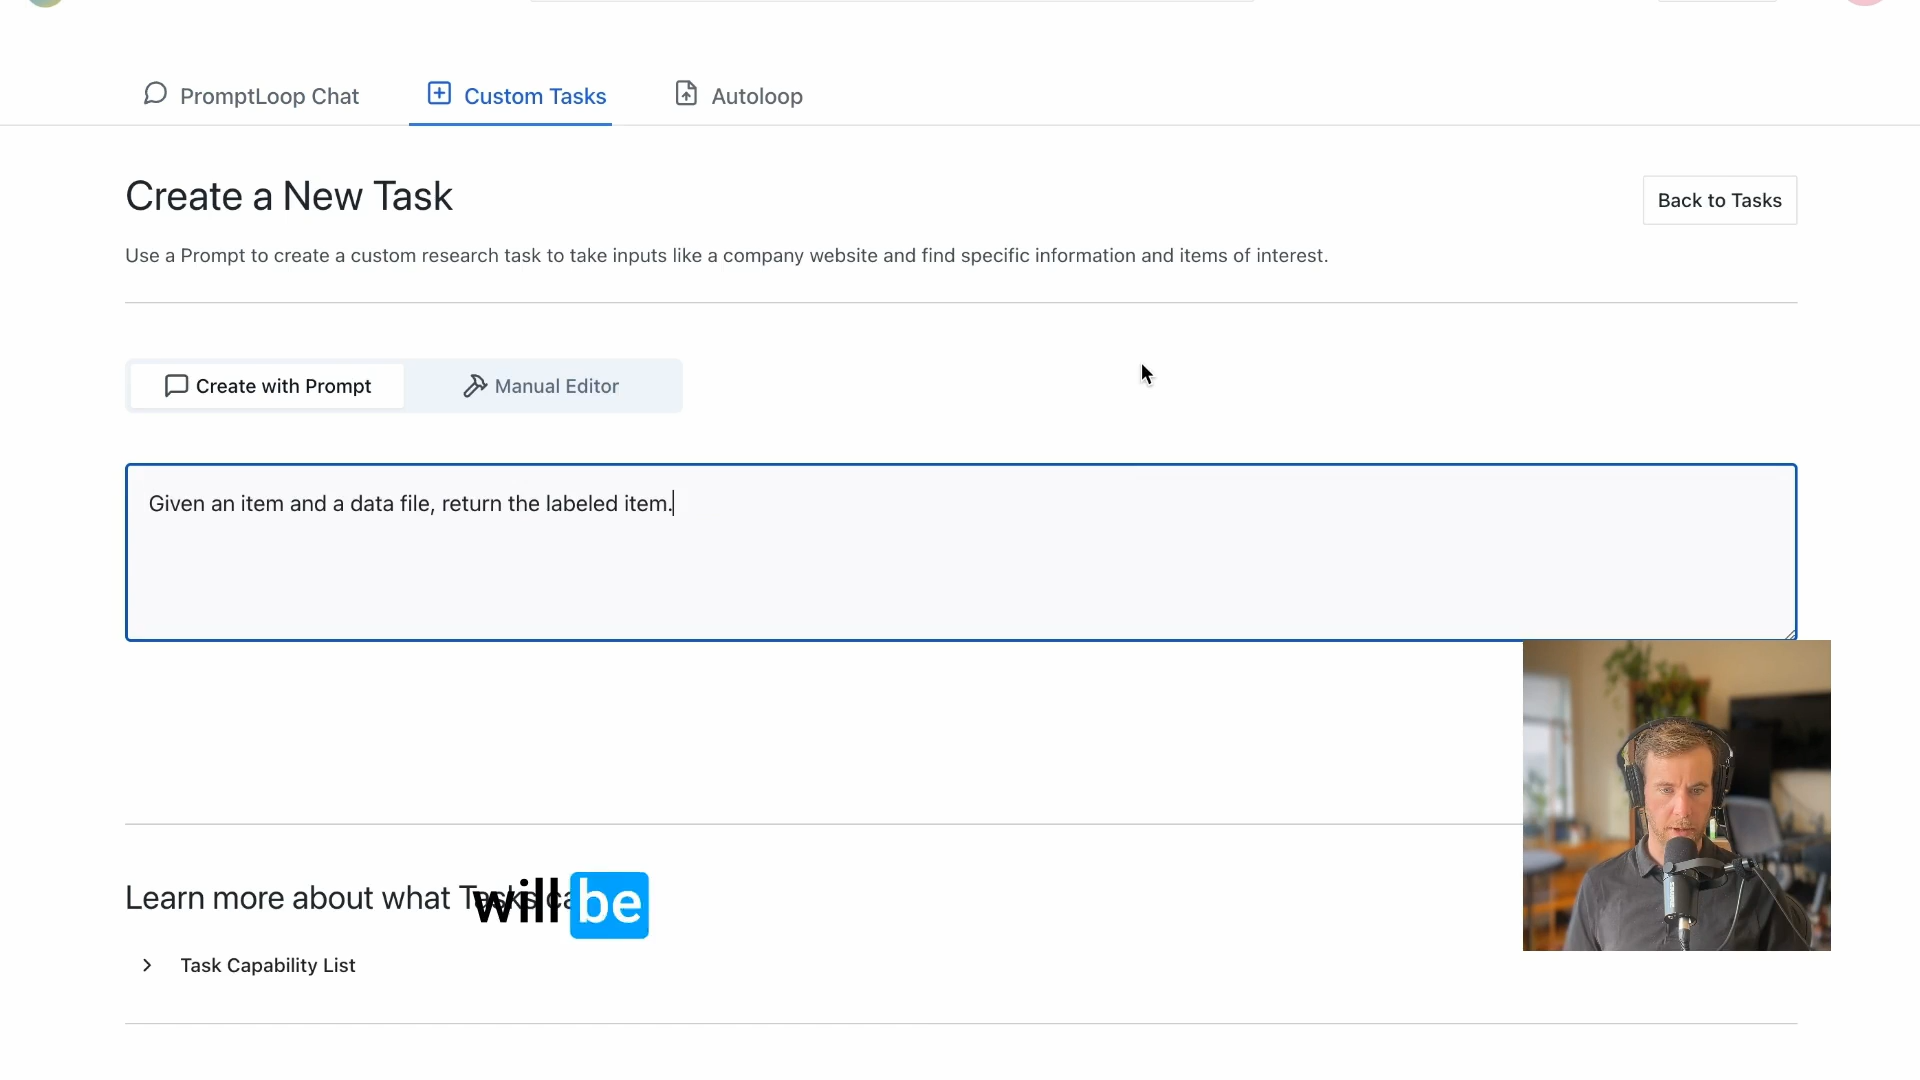 PromptLoop Chat
Custom Tasks
Autoloop
Create a New Task
Back to Tasks
Use a Prompt to create a custom research task to take inputs like a company website and find specific information and items of interest.
Create with Prompt
Manual Editor
Given an item and a data file, return the labeled item.
Learn more about what Tasks
will be
Task Capability List